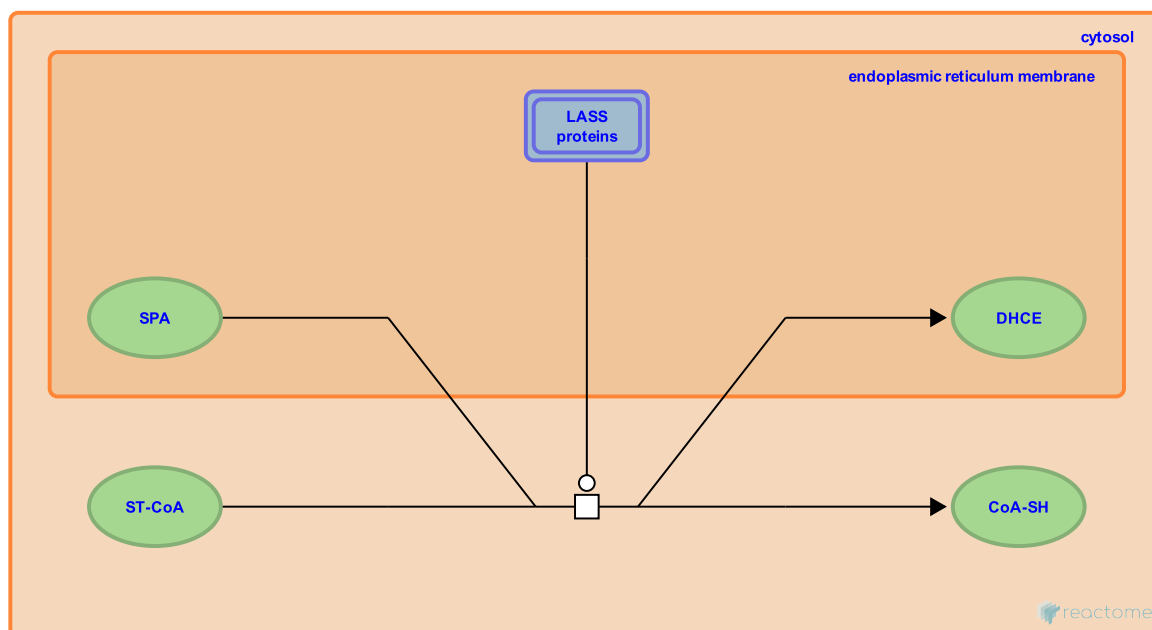 cytosol
endoplasmic reticulum membrane
LASS
proteins
SPA
DHCE
ST-CoA
CoA-SH
reactome